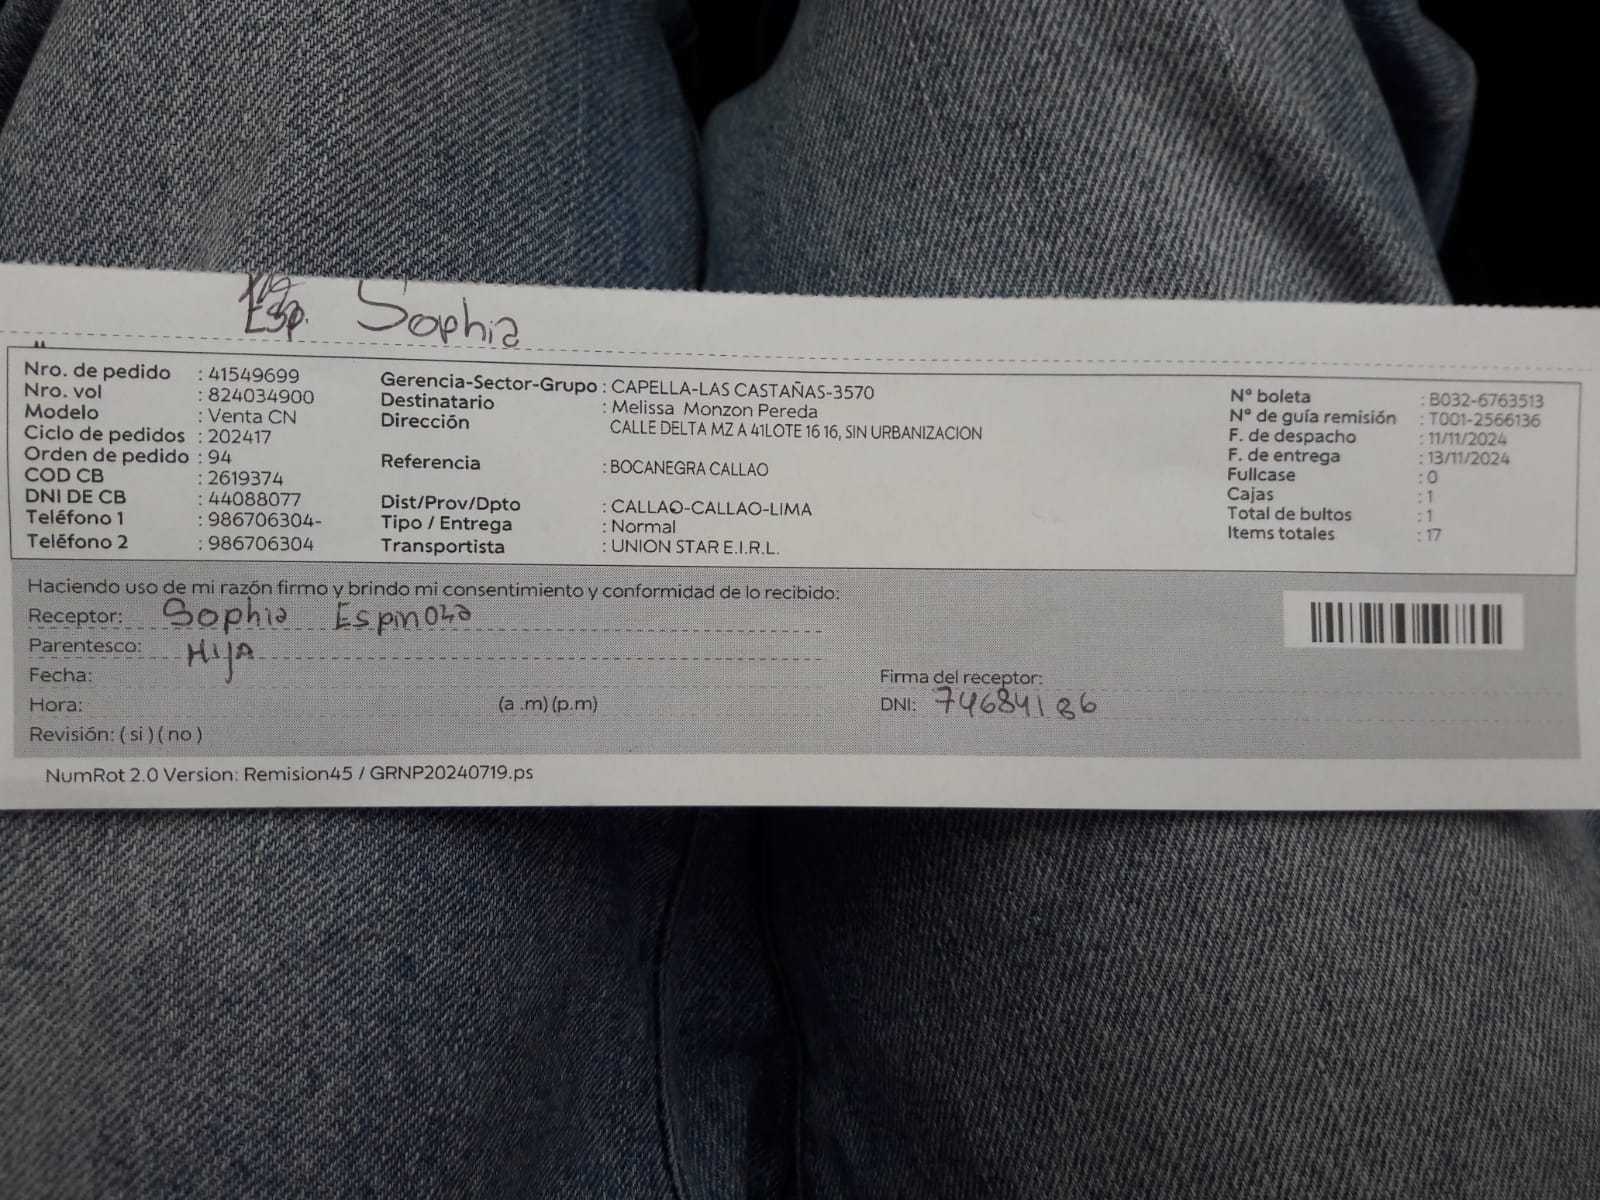 Esp. Sophia
Nro. de pedido : 41549699
Nro. vol : 824034900
Modelo : Venta CN
Ciclo de pedidos : 202417
Orden de pedido : 94
COD CB : 2619374
DNI DE CB : 44088077
Teléfono 1 : 986706304-
Teléfono 2 : 986706304
Gerencia-Sector-Grupo : CAPELLA-LAS CASTAÑAS-3570
Destinatario : Melissa Monzon Pereda
Dirección CALLE DELTA MZ A 41LOTE 16 16, SIN URBANIZACION
Referencia : BOCANEGRA CALLAO
Dist/Prov/Dpto : CALLAO-CALLAO-LIMA
Tipo / Entrega : Normal
Transportista : UNION STAR E.I.R.L.
N° boleta : B032-6763513
N° de guía remisión : T001-2566136
F. de despacho : 11/11/2024
F. de entrega : 13/11/2024
Fullcase : 0
Cajas : 1
Total de bultos : 1
Items totales : 17
Haciendo uso de mi razón firmo y brindo mi consentimiento y conformidad de lo recibido:
Receptor: Sophia Espinoza
Parentesco: HIJA
Fecha:
Hora: (a .m) (p.m)
Revisión: ( si ) ( no )
Firma del receptor:
DNI: 74684186
NumRot 2.0 Version: Remision45 / GRNP20240719.ps